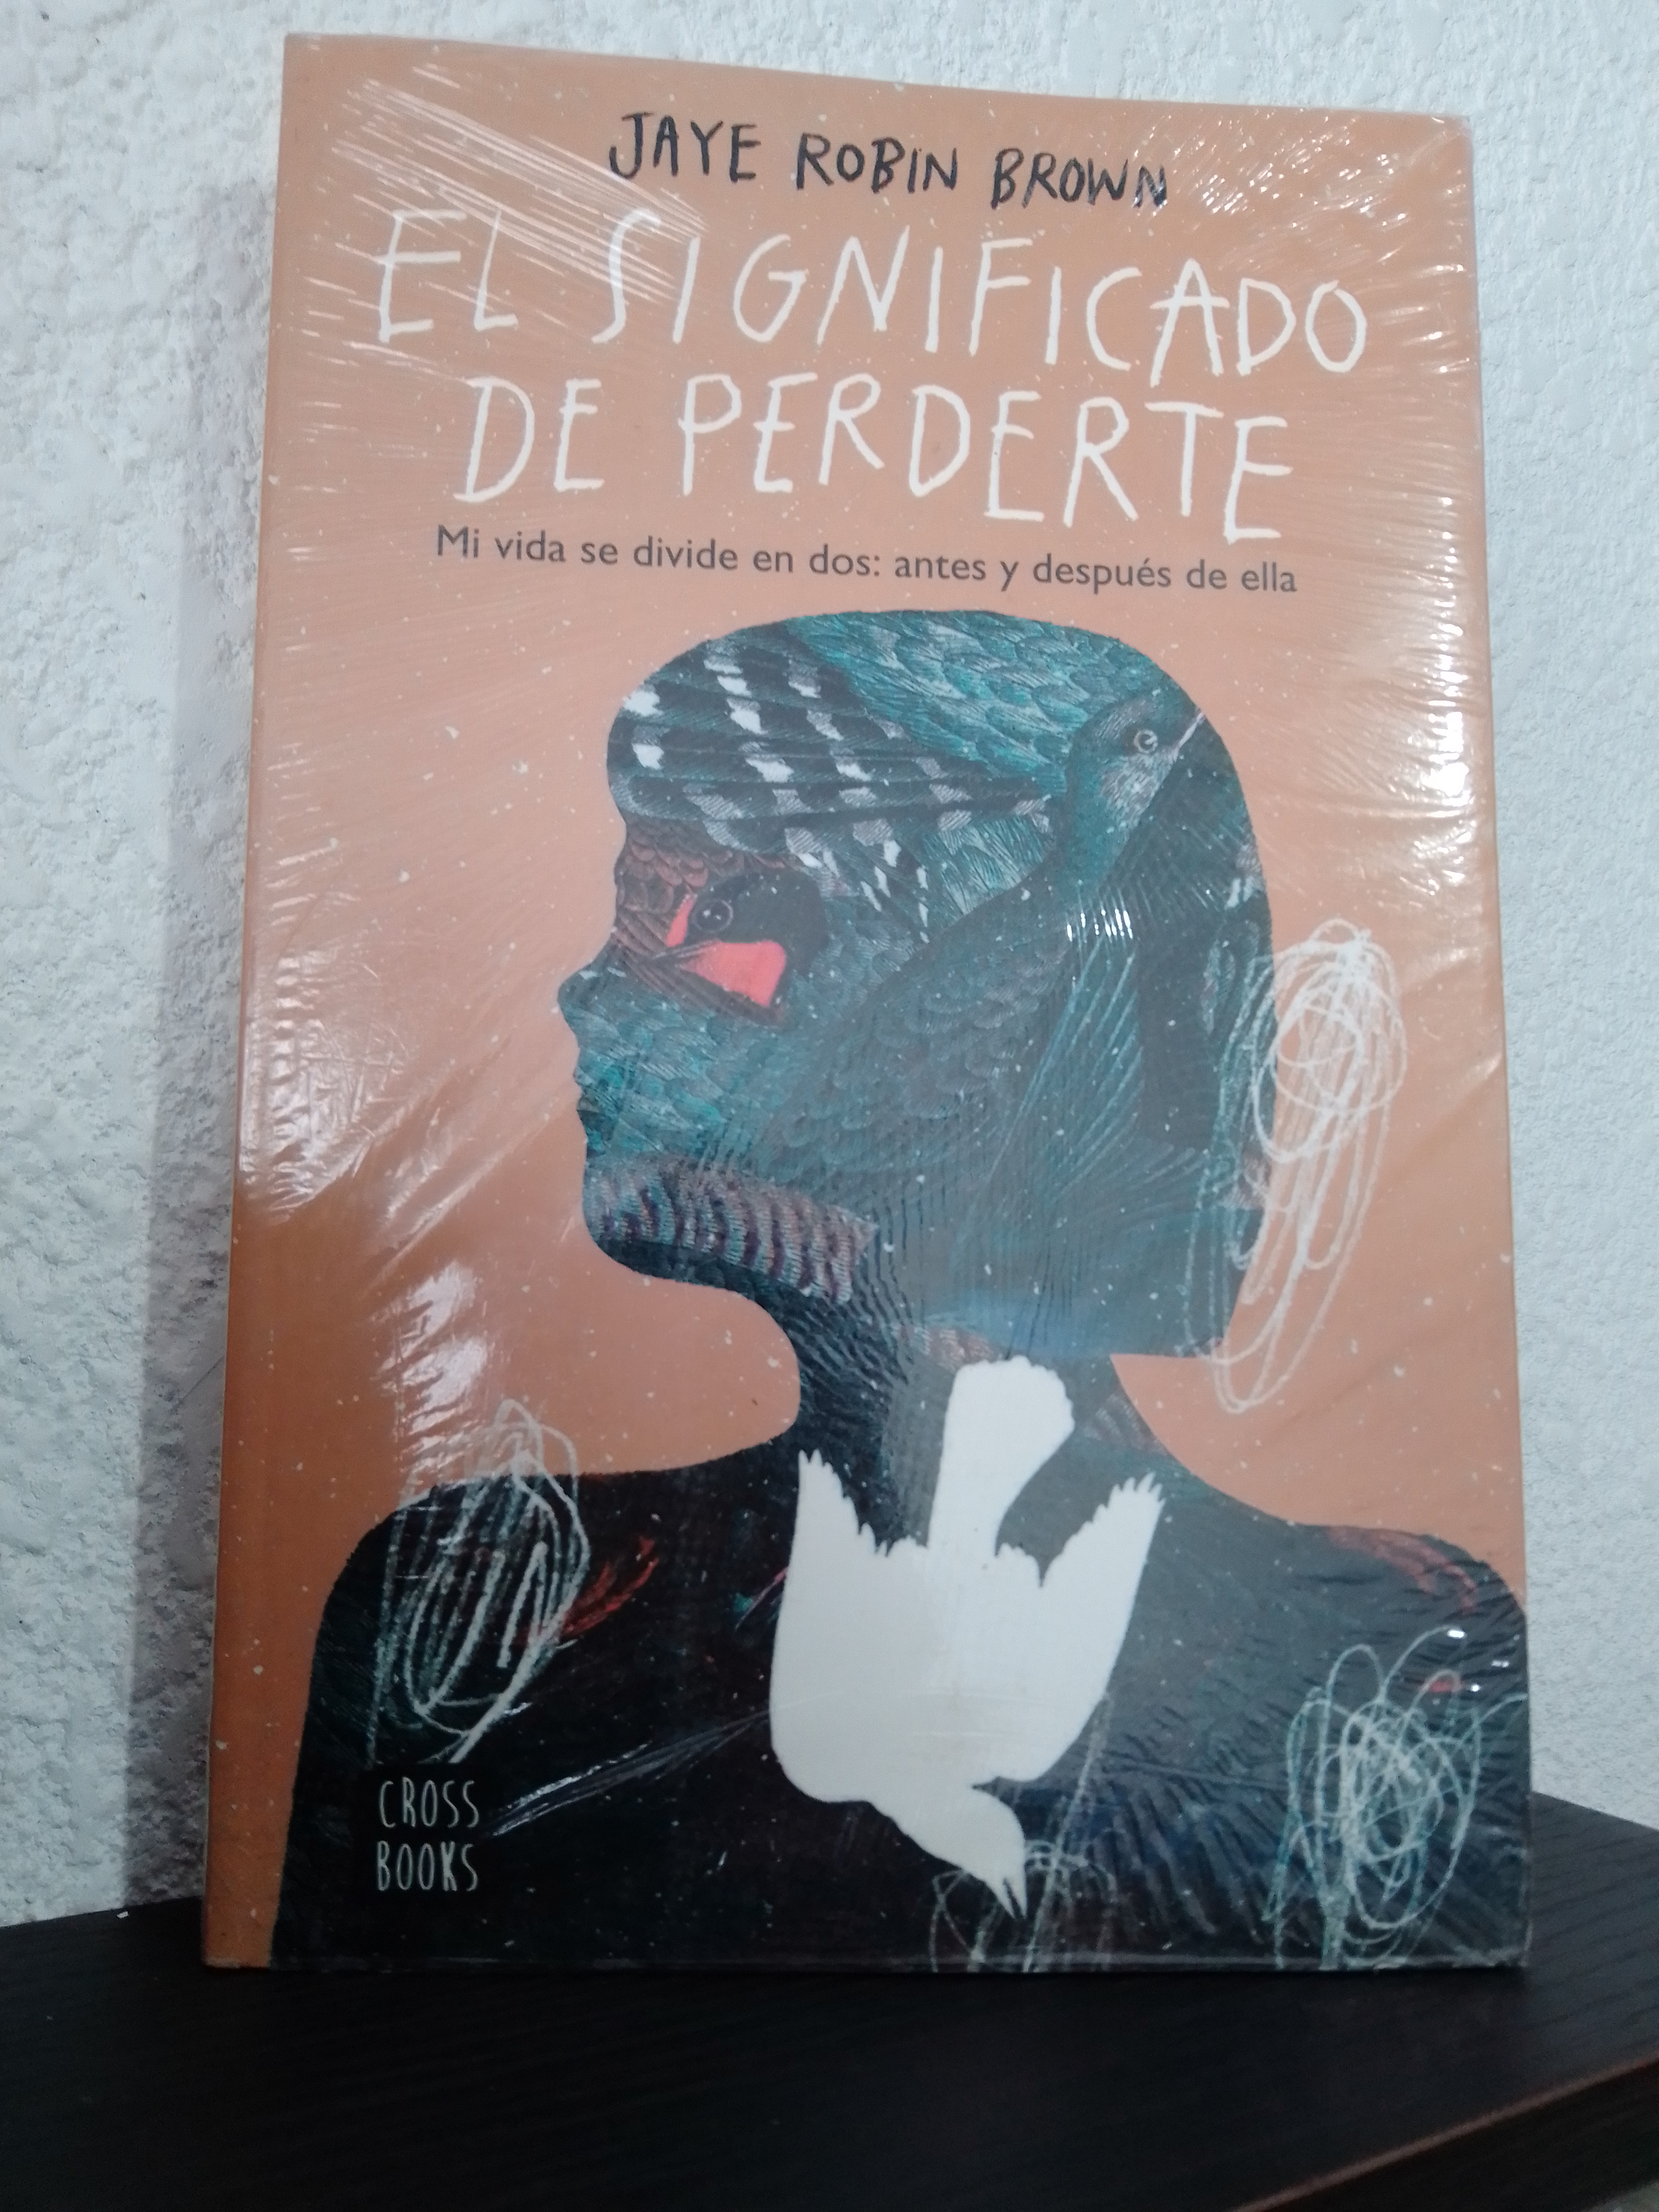 JAYE ROBIN BROWN
EL SIGNIFICADO
DE PERDERTE
Mi vida se divide en dos: antes y después de ella
CROSS
BOOKS